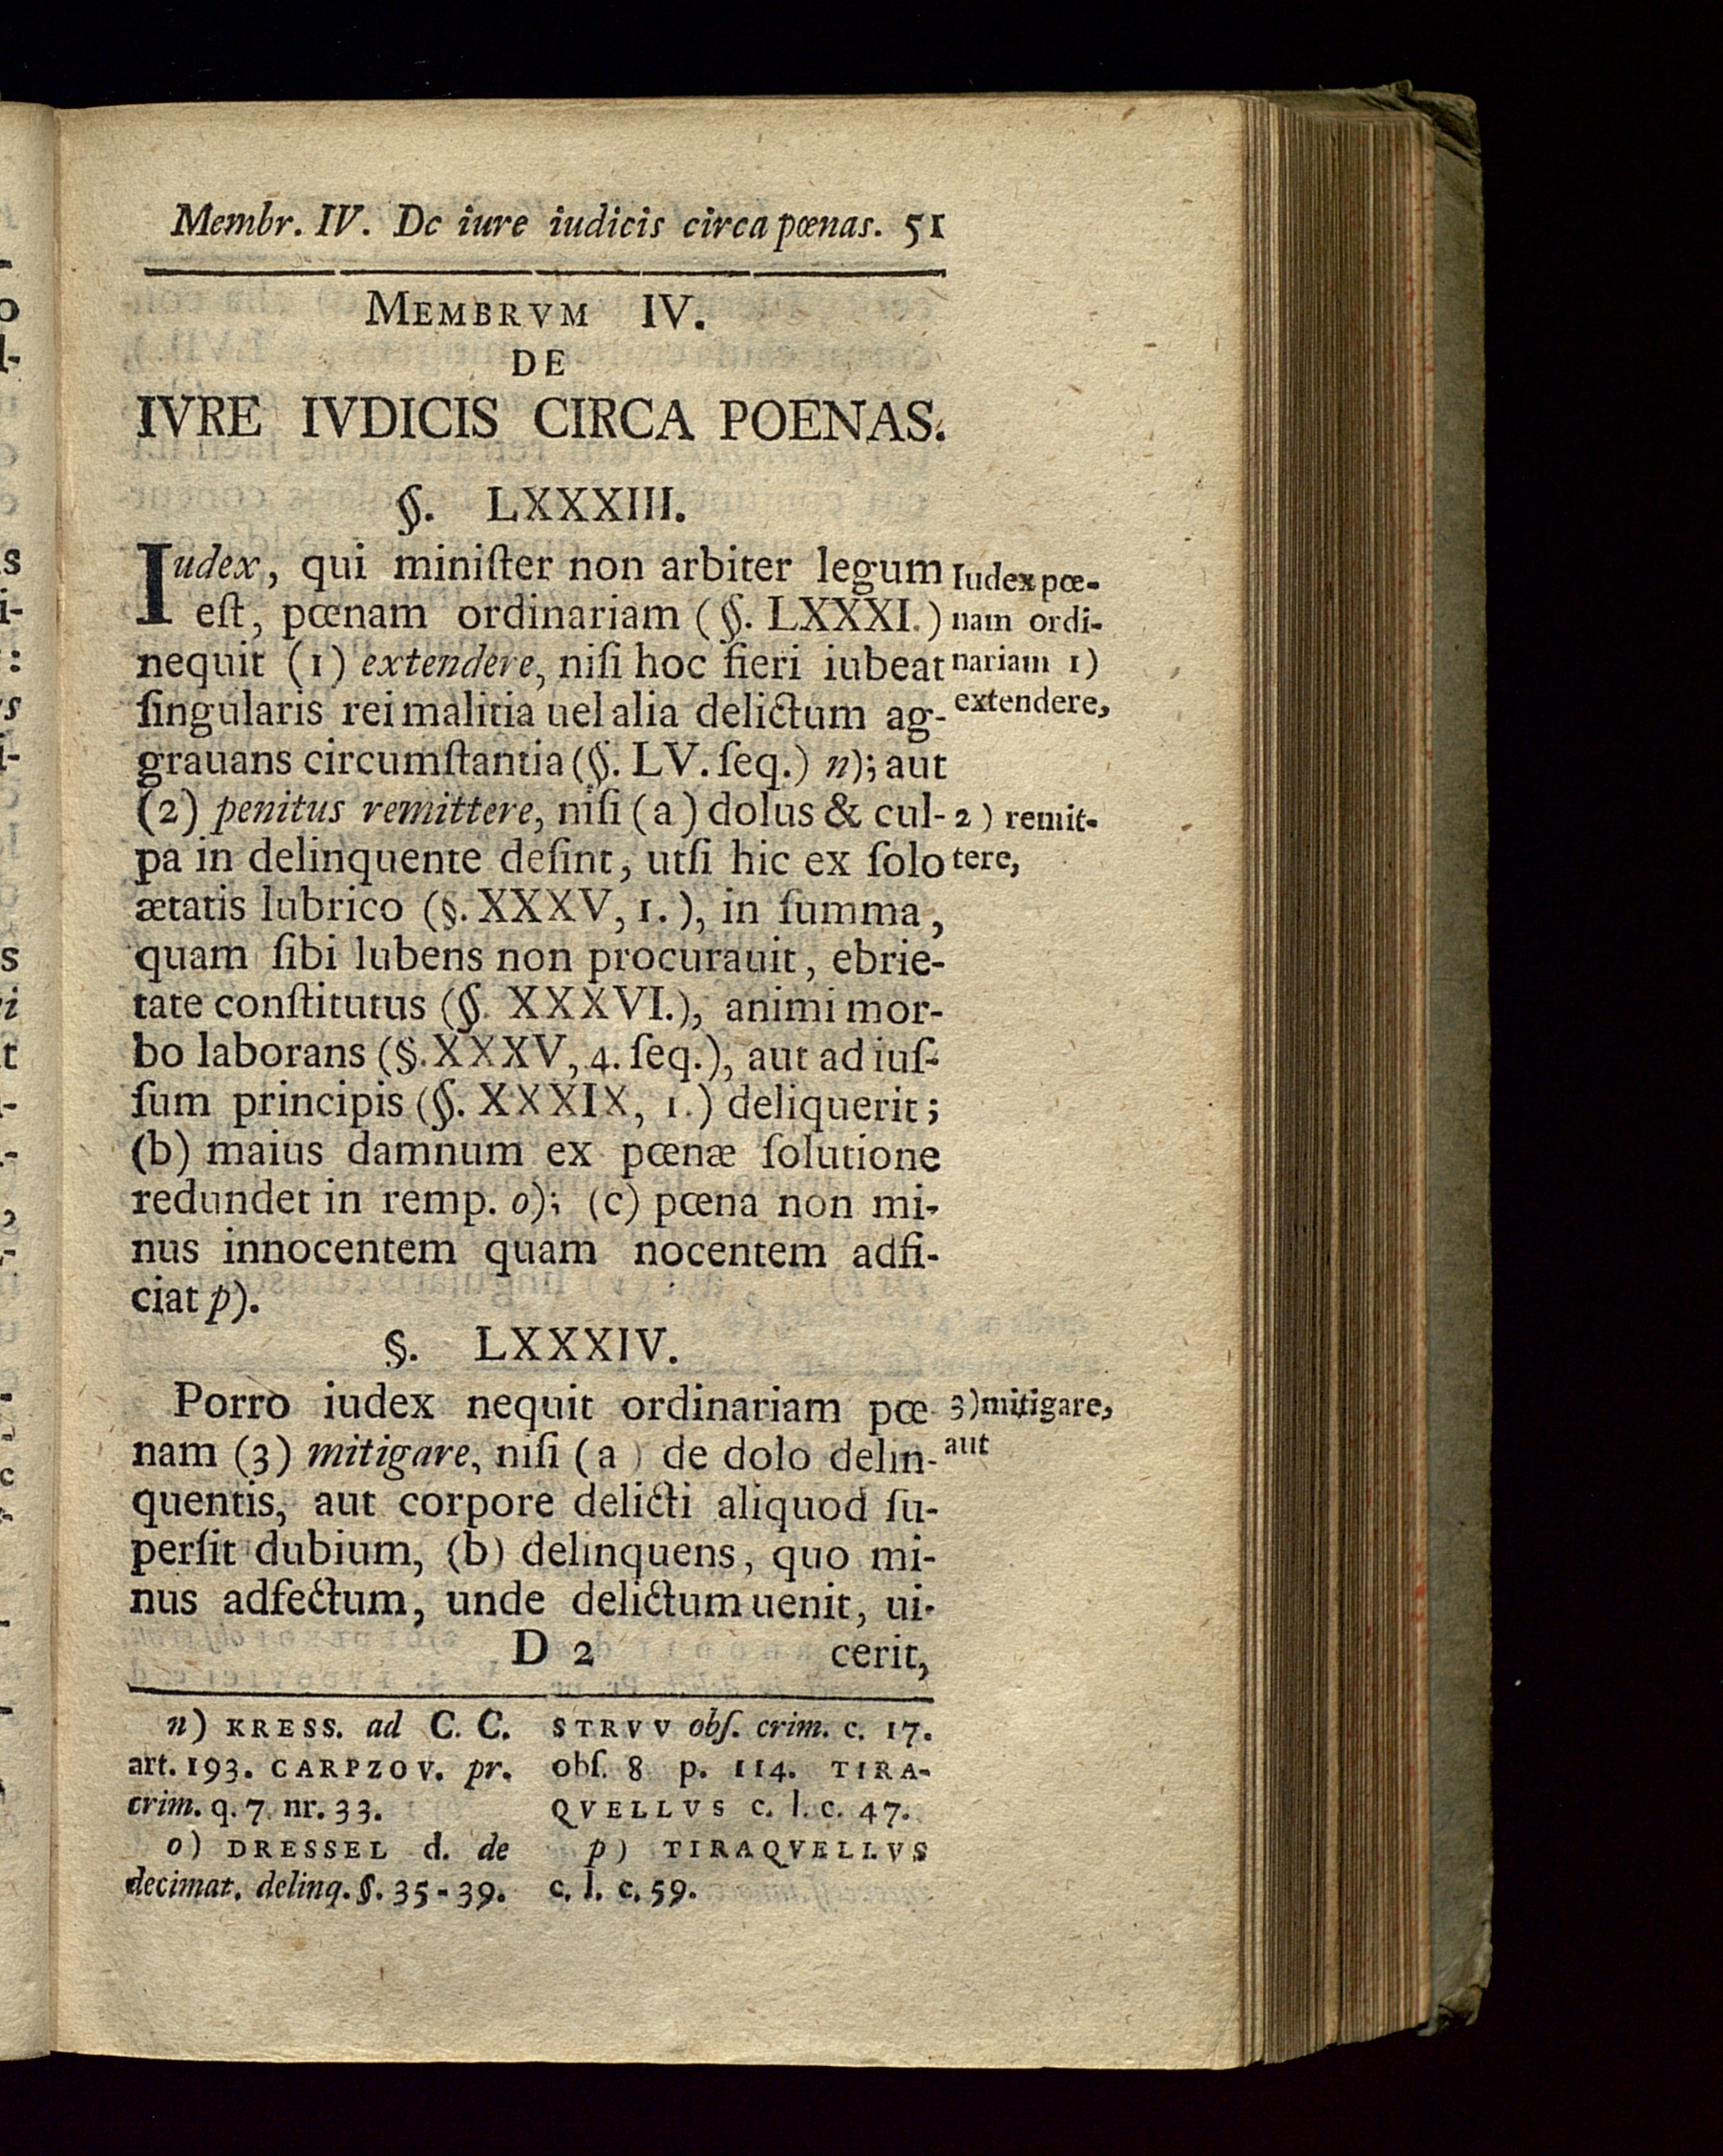 Membr. IV. De iure iudicis circa pœnas. 51
MEMBRVM IV.
DE
IVRE IVDICIS CIRCA POENAS.
§. LXXXIII.
Iudex, qui miniſter non arbiter legum
eſt, pœnam ordinariam (§. LXXXI.)
nequit (1) extendere, niſi hoc fieri iubeat
ſingularis rei malitia uel alia delictum ag-
grauans circumſtantia (§. LV. ſeq.) n); aut
(2) penitus remittere, niſi (a) dolus & cul-
pa in delinquente deſint, utſi hic ex ſolo
ætatis lubrico (§. XXXV, 1.), in ſumma,
quam ſibi lubens non procurauit, ebrie-
tate conſtitutus (§. XXXVI.), animi mor-
bo laborans (§. XXXV, 4. ſeq.), aut ad iuſ-
ſum principis (§. XXXIX, 1.) deliquerit;
(b) maius damnum ex pœnæ ſolutione
redundet in remp. o); (c) pœna non mi-
nus innocentem quam nocentem adfi-
ciat p).
Iudex pœ-
nam ordi-
nariam 1)
extendere,
2) remit-
tere,
§. LXXXIV.
Porro iudex nequit ordinariam pœ
nam (3) mitigare, niſi (a) de dolo delin-
quentis, aut corpore delicti aliquod ſu-
perſit dubium, (b) delinquens, quo mi-
nus adfectum, unde delictum uenit, ui-
3) mitigare,
aut
D 2 cerit,
n) KRESS. ad C. C.
art. 193. CARPZOV. pr.
crim. q. 7. nr. 33.
o) DRESSEL d. de
decimat. delinq. §. 35-39.
STRVV obſ. crim. c. 17.
obſ. 8 p. 114. TIRA-
QVELLVS c. l. c. 47.
p) TIRAQVELLVS
c. l. c. 59.